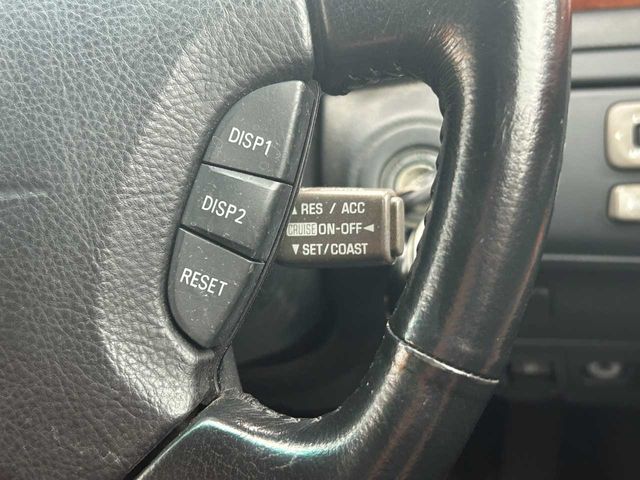 DISP1
DISP2
RESET
▲RES / ACC
CRUISE ON-OFF◄
▼SET/COAST